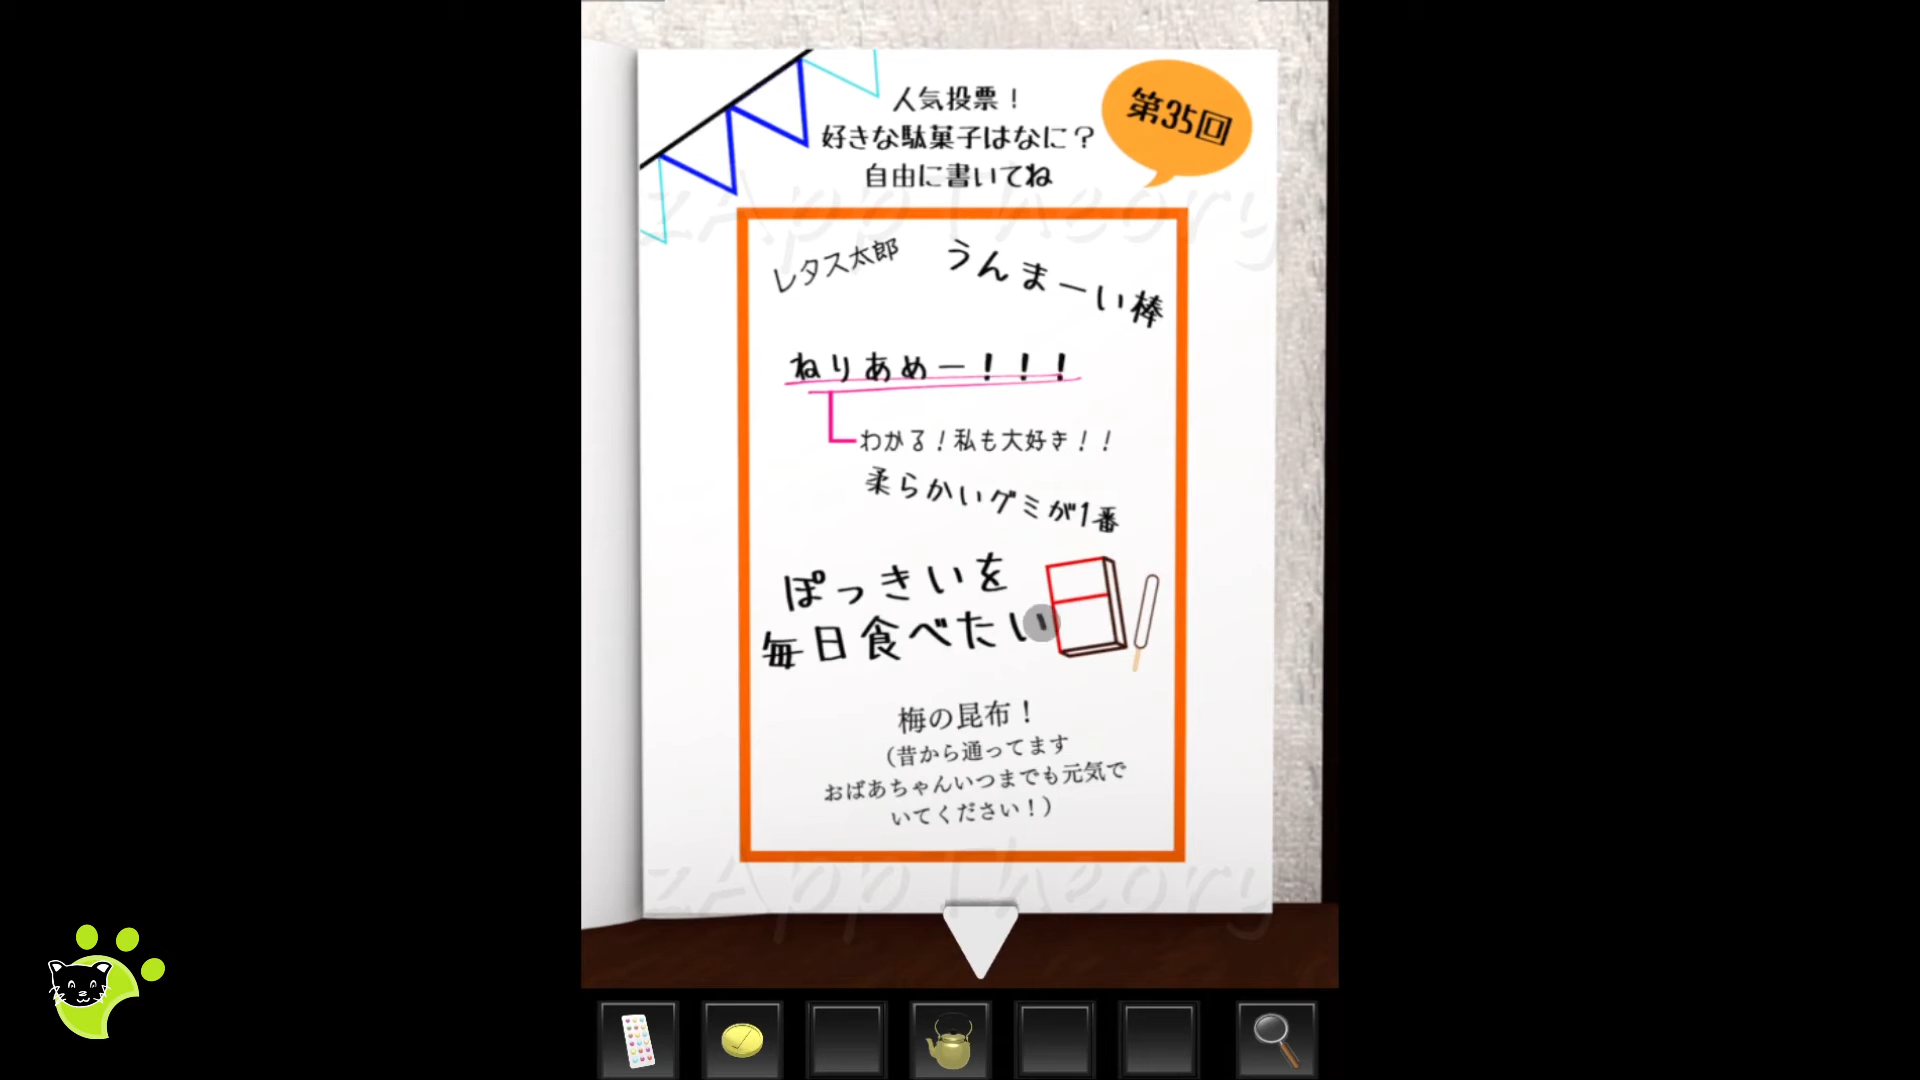 人気投票！
好きな駄菓子はなに？
自由に書いてね
第35回
レタス太郎
うんまーい棒
ねりあめー！！！
わかる！私も大好き！！
柔らかいグミが1番
ぽっきいを
毎日食べたい
梅の昆布！
（昔から通ってます
おばあちゃんいつまでも元気で
いてください！）
zAppTheory
zAppTheory